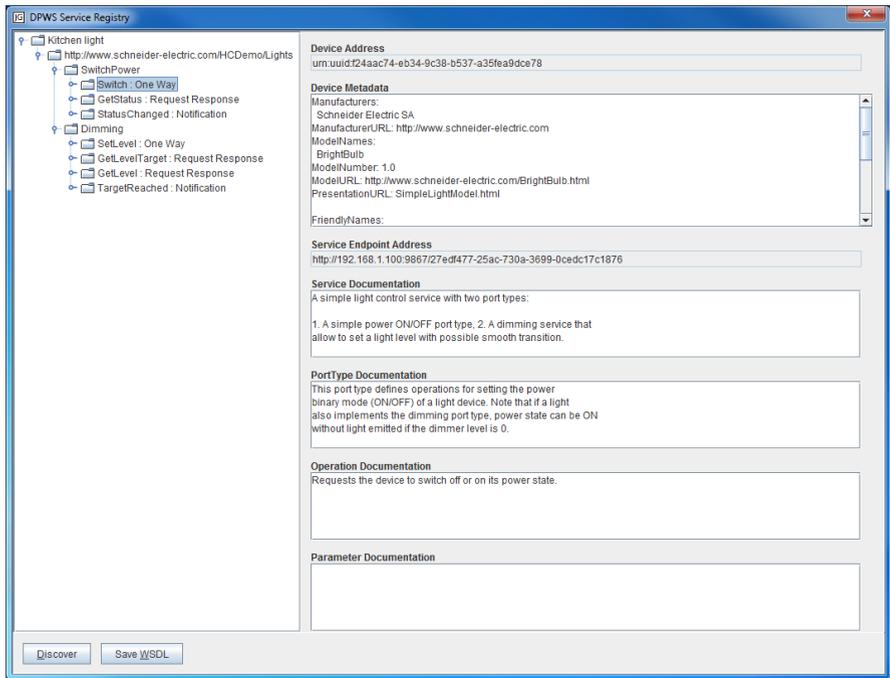 JG DPWS Service Registry
Kitchen light
http://www.schneider-electric.com/HCDemo/Lights
SwitchPower
Switch : One Way
GetStatus : Request Response
StatusChanged : Notification
Dimming
SetLevel : One Way
GetLevelTarget : Request Response
GetLevel : Request Response
TargetReached : Notification
Device Address
urn:uuid:f24aac74-eb34-9c38-b537-a35fea9dce78
Device Metadata
Manufacturers:
Schneider Electric SA
ManufacturerURL: http://www.schneider-electric.com
ModelNames:
BrightBulb
ModelNumber: 1.0
ModelURL: http://www.schneider-electric.com/BrightBulb.html
PresentationURL: SimpleLightModel.html
FriendlyNames:
Service Endpoint Address
http://192.168.1.100:9867/27edf477-25ac-730a-3699-0cedc17c1876
Service Documentation
A simple light control service with two port types:
1. A simple power ON/OFF port type, 2. A dimming service that
allow to set a light level with possible smooth transition.
PortType Documentation
This port type defines operations for setting the power
binary mode (ON/OFF) of a light device. Note that if a light
also implements the dimming port type, power state can be ON
without light emitted if the dimmer level is 0.
Operation Documentation
Requests the device to switch off or on its power state.
Parameter Documentation
Discover Save WSDL